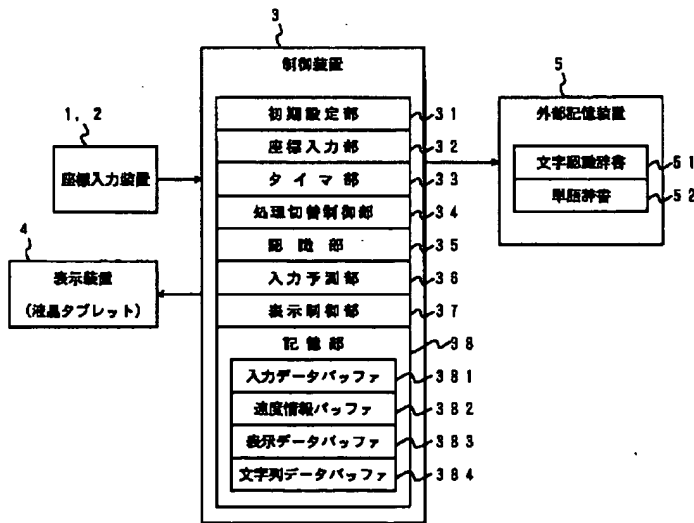 3
制御装置
初期設定部 31
座標入力部 32
タイマ部 33
処理切替制御部 34
認識部 35
入力予測部 36
表示制御部 37
記憶部 38
入力データバッファ 381
速度情報バッファ 382
表示データバッファ 383
文字列データバッファ 384
1, 2
座標入力装置
4
表示装置
(液晶タブレット)
5
外部記憶装置
文字認識辞書 51
単語辞書 52